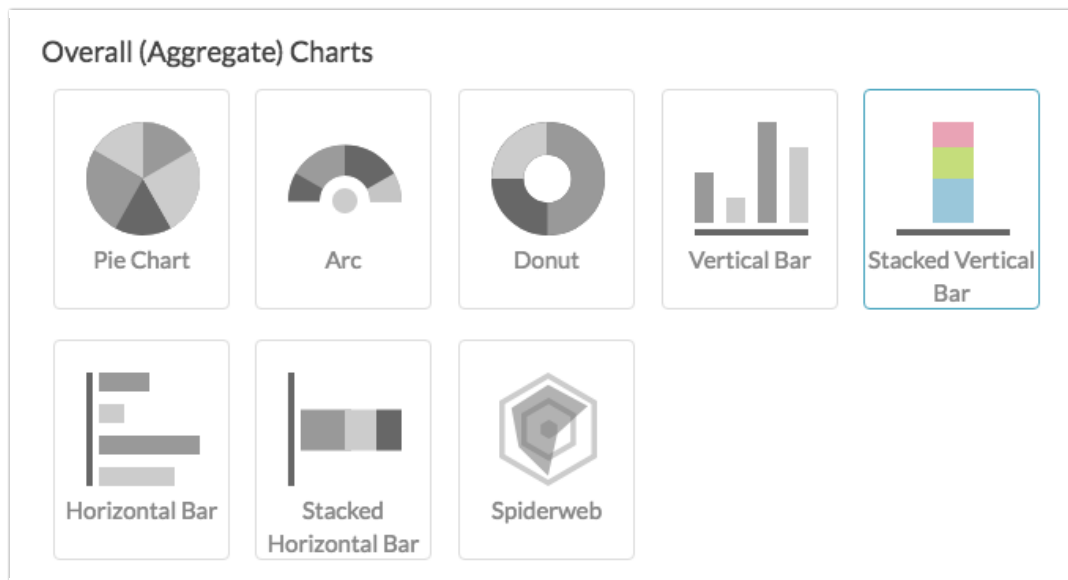 Overall (Aggregate) Charts
Pie Chart
Arc
Donut
Vertical Bar
Stacked Vertical
Bar
Horizontal Bar
Stacked
Horizontal Bar
Spiderweb